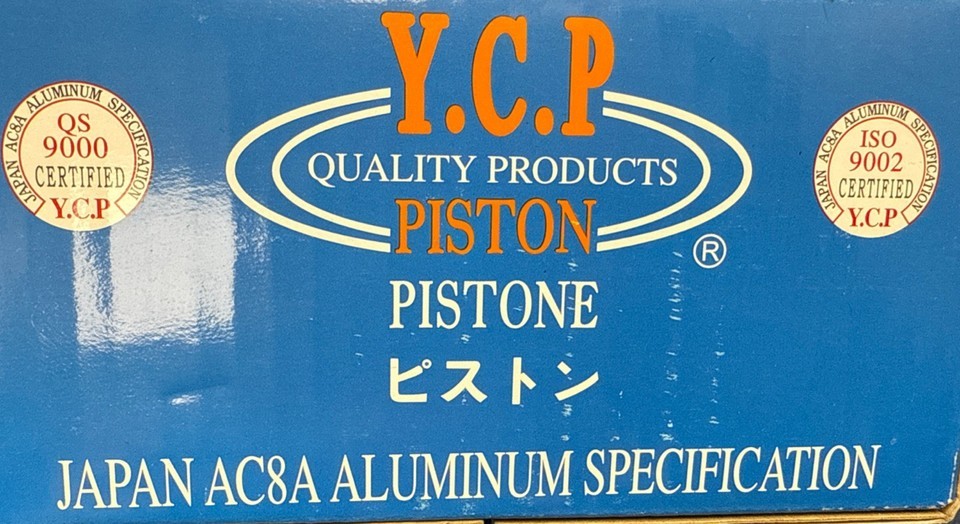 Y.C.P
QUALITY PRODUCTS
PISTON
®
PISTONE
ピストン
JAPAN AC8A ALUMINUM SPECIFICATION
JAPAN AC8A ALUMINUM SPECIFICATION
QS
9000
CERTIFIED
Y.C.P
JAPAN AC8A ALUMINUM SPECIFICATION
ISO
9002
CERTIFIED
Y.C.P